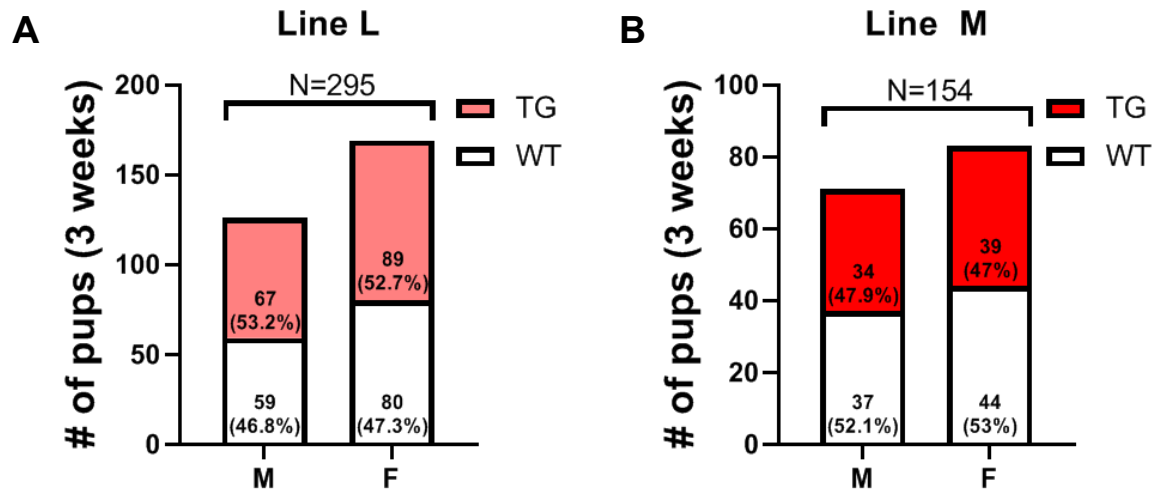 A
Line L
# of pups (3 weeks)
200
150
100
50
0
N=295
TG
WT
67
(53.2%)
59
(46.8%)
89
(52.7%)
80
(47.3%)
M
F
B
Line M
# of pups (3 weeks)
100
80
60
40
20
0
N=154
TG
WT
34
(47.9%)
37
(52.1%)
39
(47%)
44
(53%)
M
F